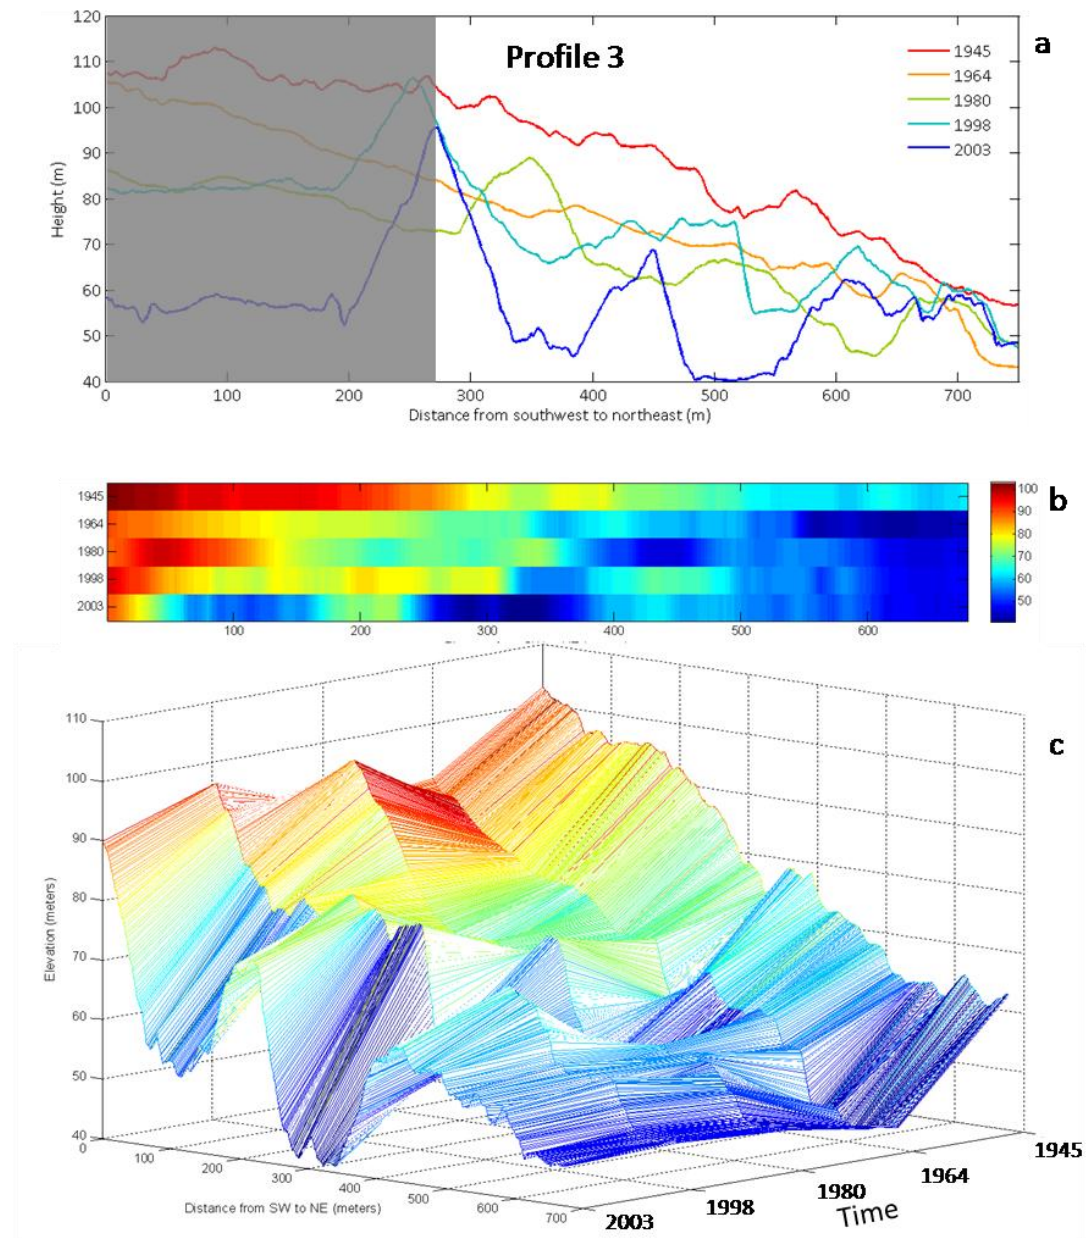 120
110
100
90
80
70
60
50
40
Height (m)
Profile 3
1945
1964
1980
1998
2003
a
0 100 200 300 400 500 600 700
Distance from southwest to northeast (m)
1945
1964
1980
1998
2003
100 200 300 400 500 600
100
90
80
70
60
50
b
c
110
100
90
80
70
60
50
40
Elevation (meters)
0 100 200 300 400 500 600 700
Distance from SW to NE (meters)
2003 1998 1980 1964 1945
Time